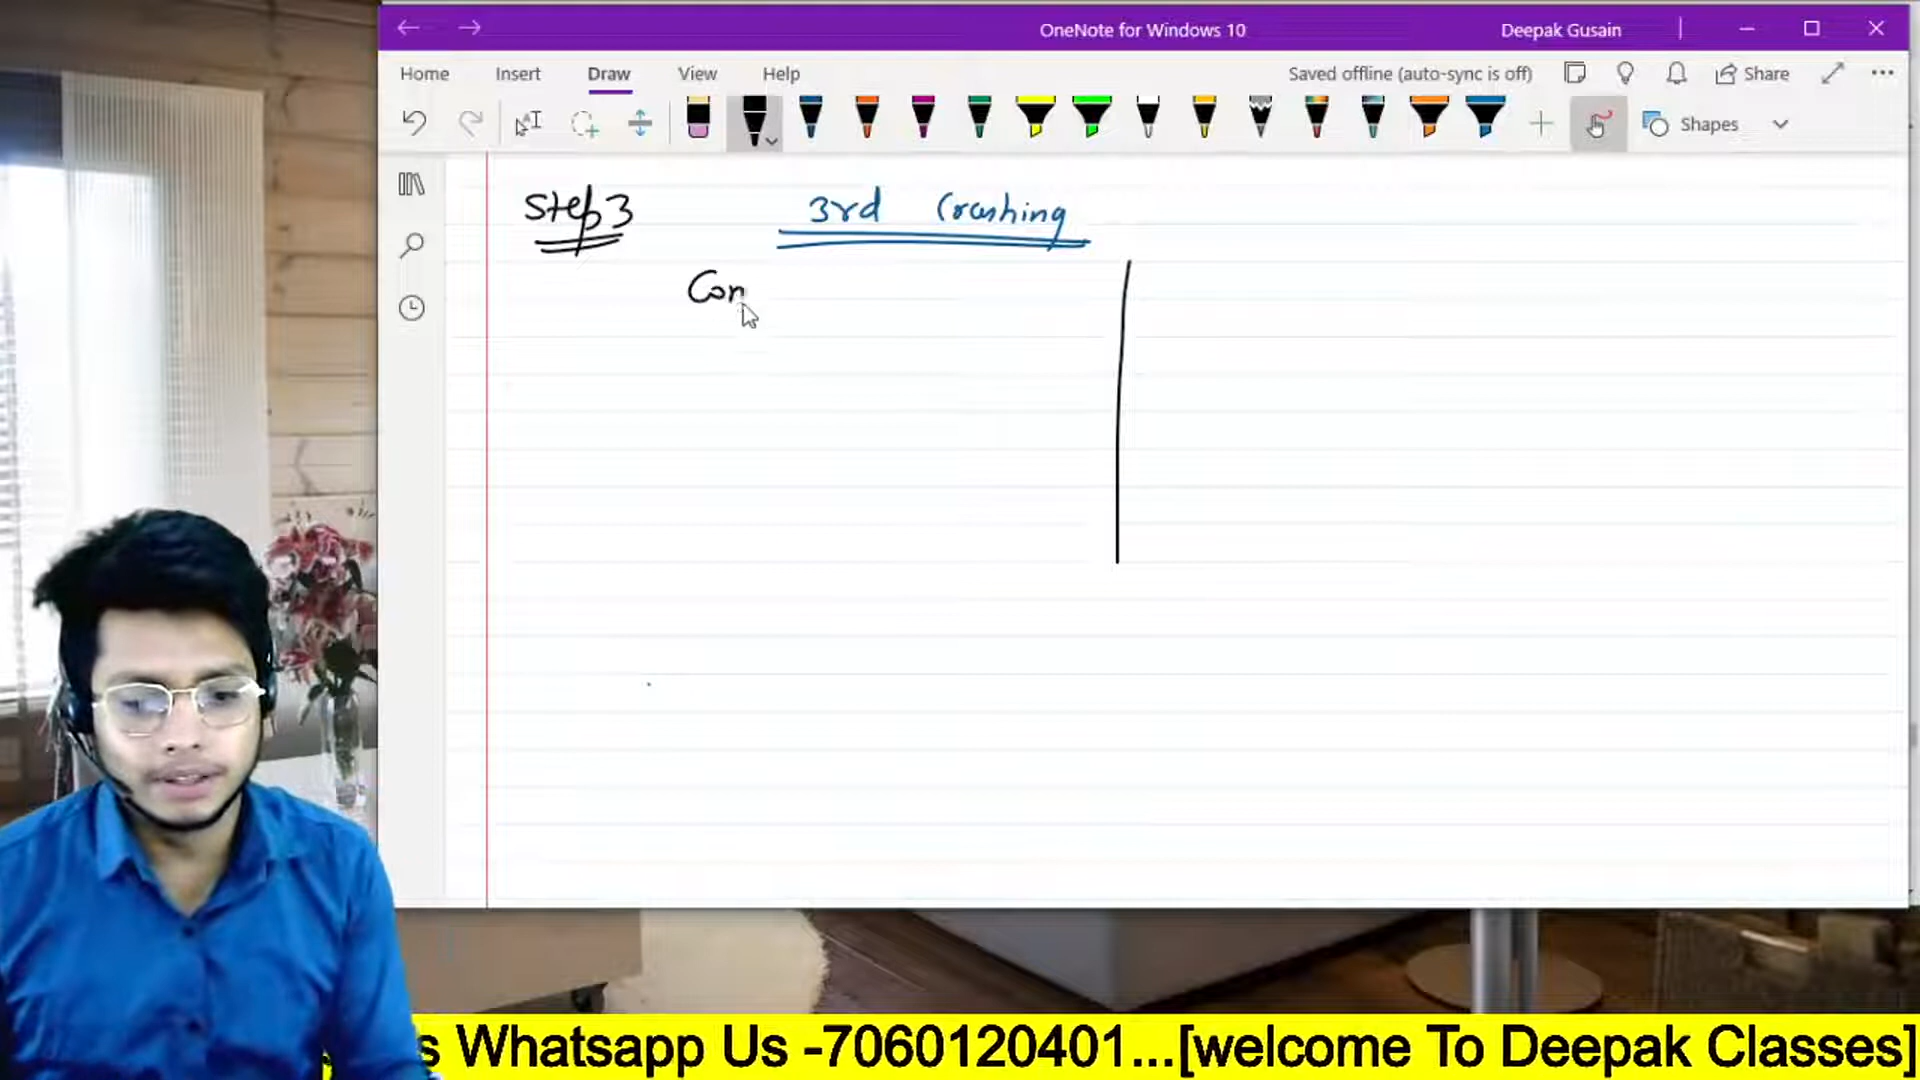 OneNote for Windows 10
Deepak Gusain
Home Insert Draw View Help
Saved offline (auto-sync is off)
Share
Shapes
Step 3
3rd Crashing
Con
s Whatsapp Us -7060120401...[welcome To Deepak Classes]